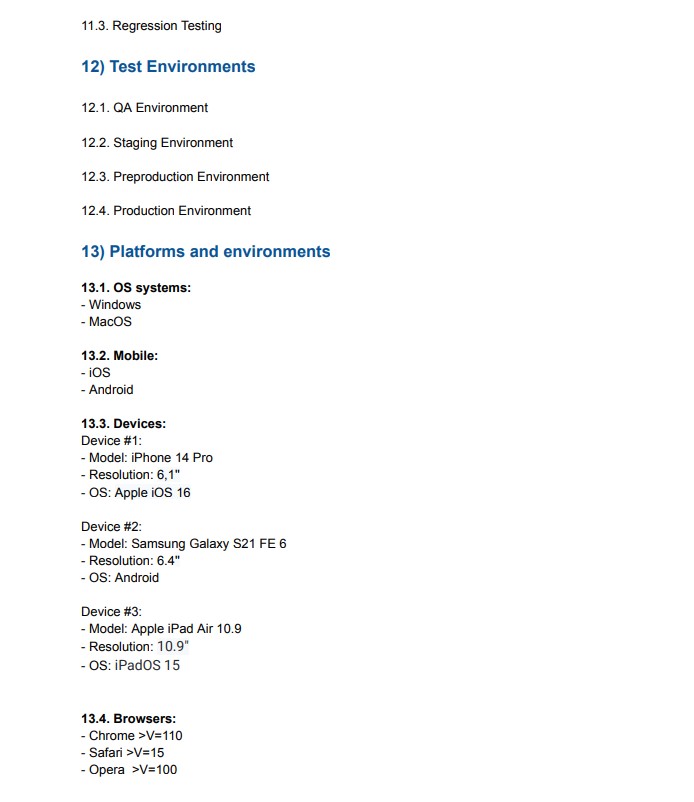 11.3. Regression Testing
12) Test Environments
12.1. QA Environment
12.2. Staging Environment
12.3. Preproduction Environment
12.4. Production Environment
13) Platforms and environments
13.1. OS systems:
- Windows
- MacOS
13.2. Mobile:
- iOS
- Android
13.3. Devices:
Device #1:
- Model: iPhone 14 Pro
- Resolution: 6,1"
- OS: Apple iOS 16
Device #2:
- Model: Samsung Galaxy S21 FE 6
- Resolution: 6.4"
- OS: Android
Device #3:
- Model: Apple iPad Air 10.9
- Resolution: 10.9"
- OS: iPadOS 15
13.4. Browsers:
- Chrome >V=110
- Safari >V=15
- Opera  >V=100